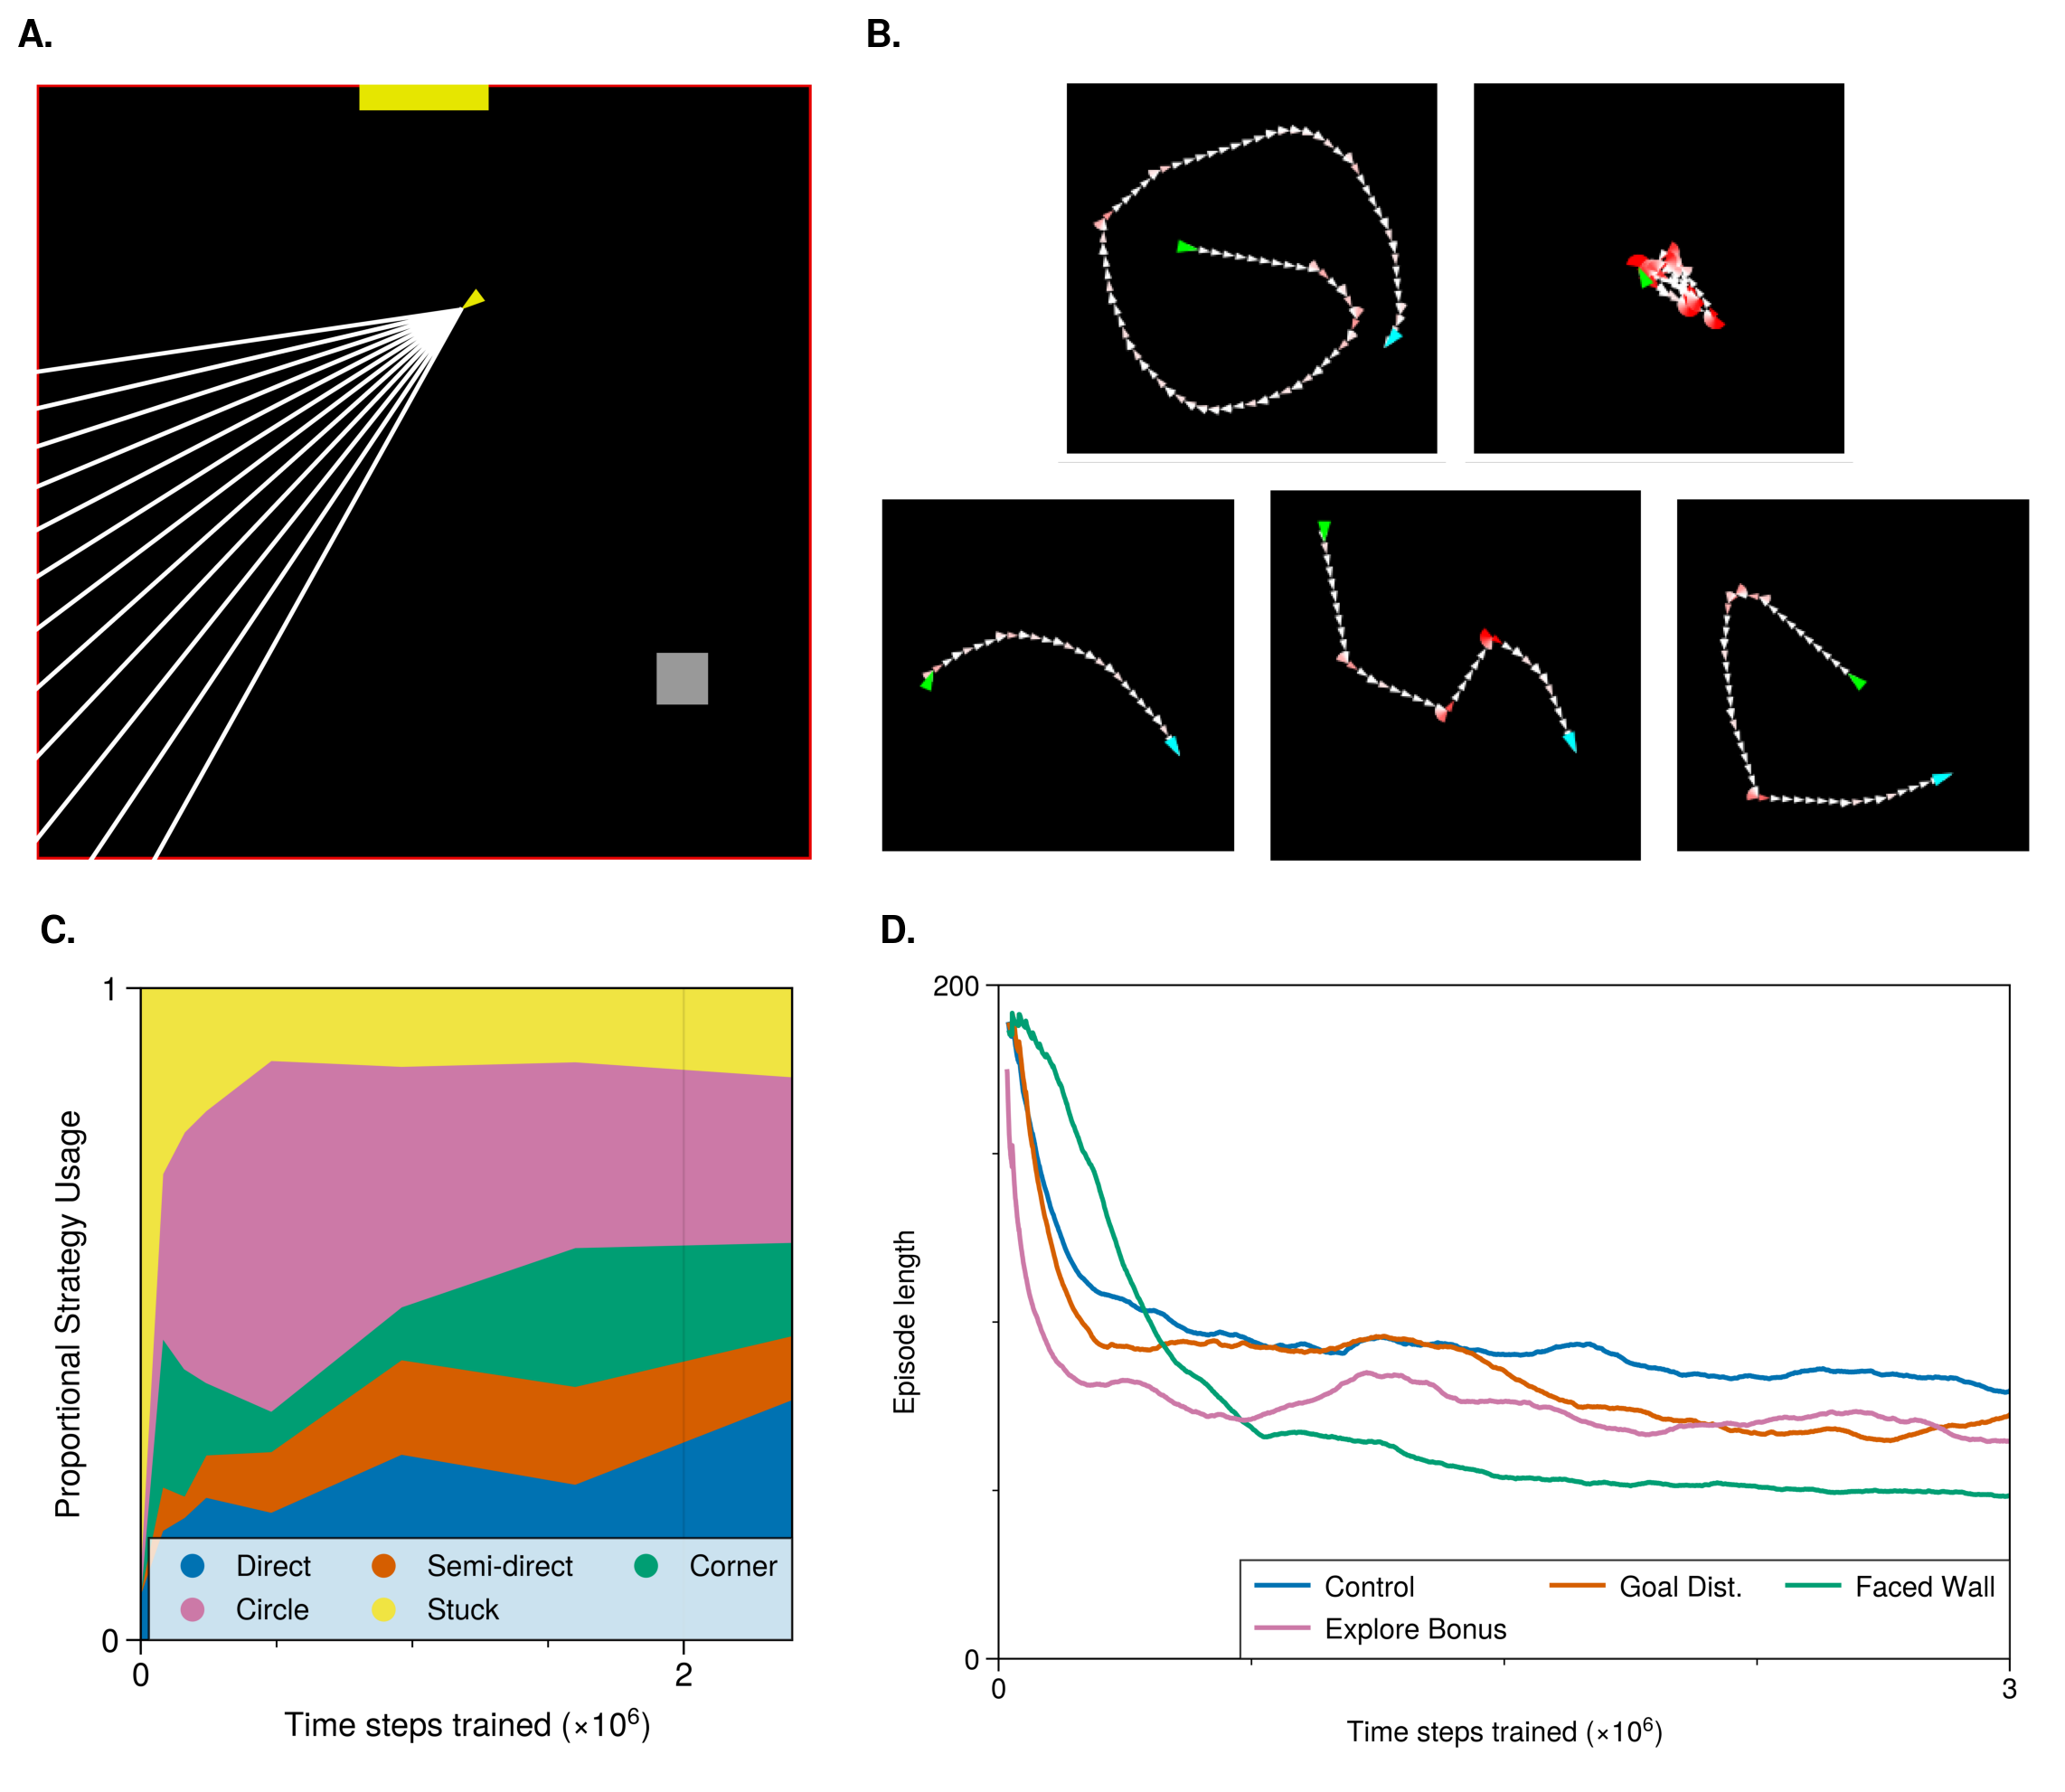 A.
B.
C.
1
Proportional Strategy Usage
Direct Semi-direct Corner
Circle Stuck
0
0 2
Time steps trained (×10⁶)
D.
200
Episode length
Control Goal Dist. Faced Wall
Explore Bonus
0
0 3
Time steps trained (×10⁶)